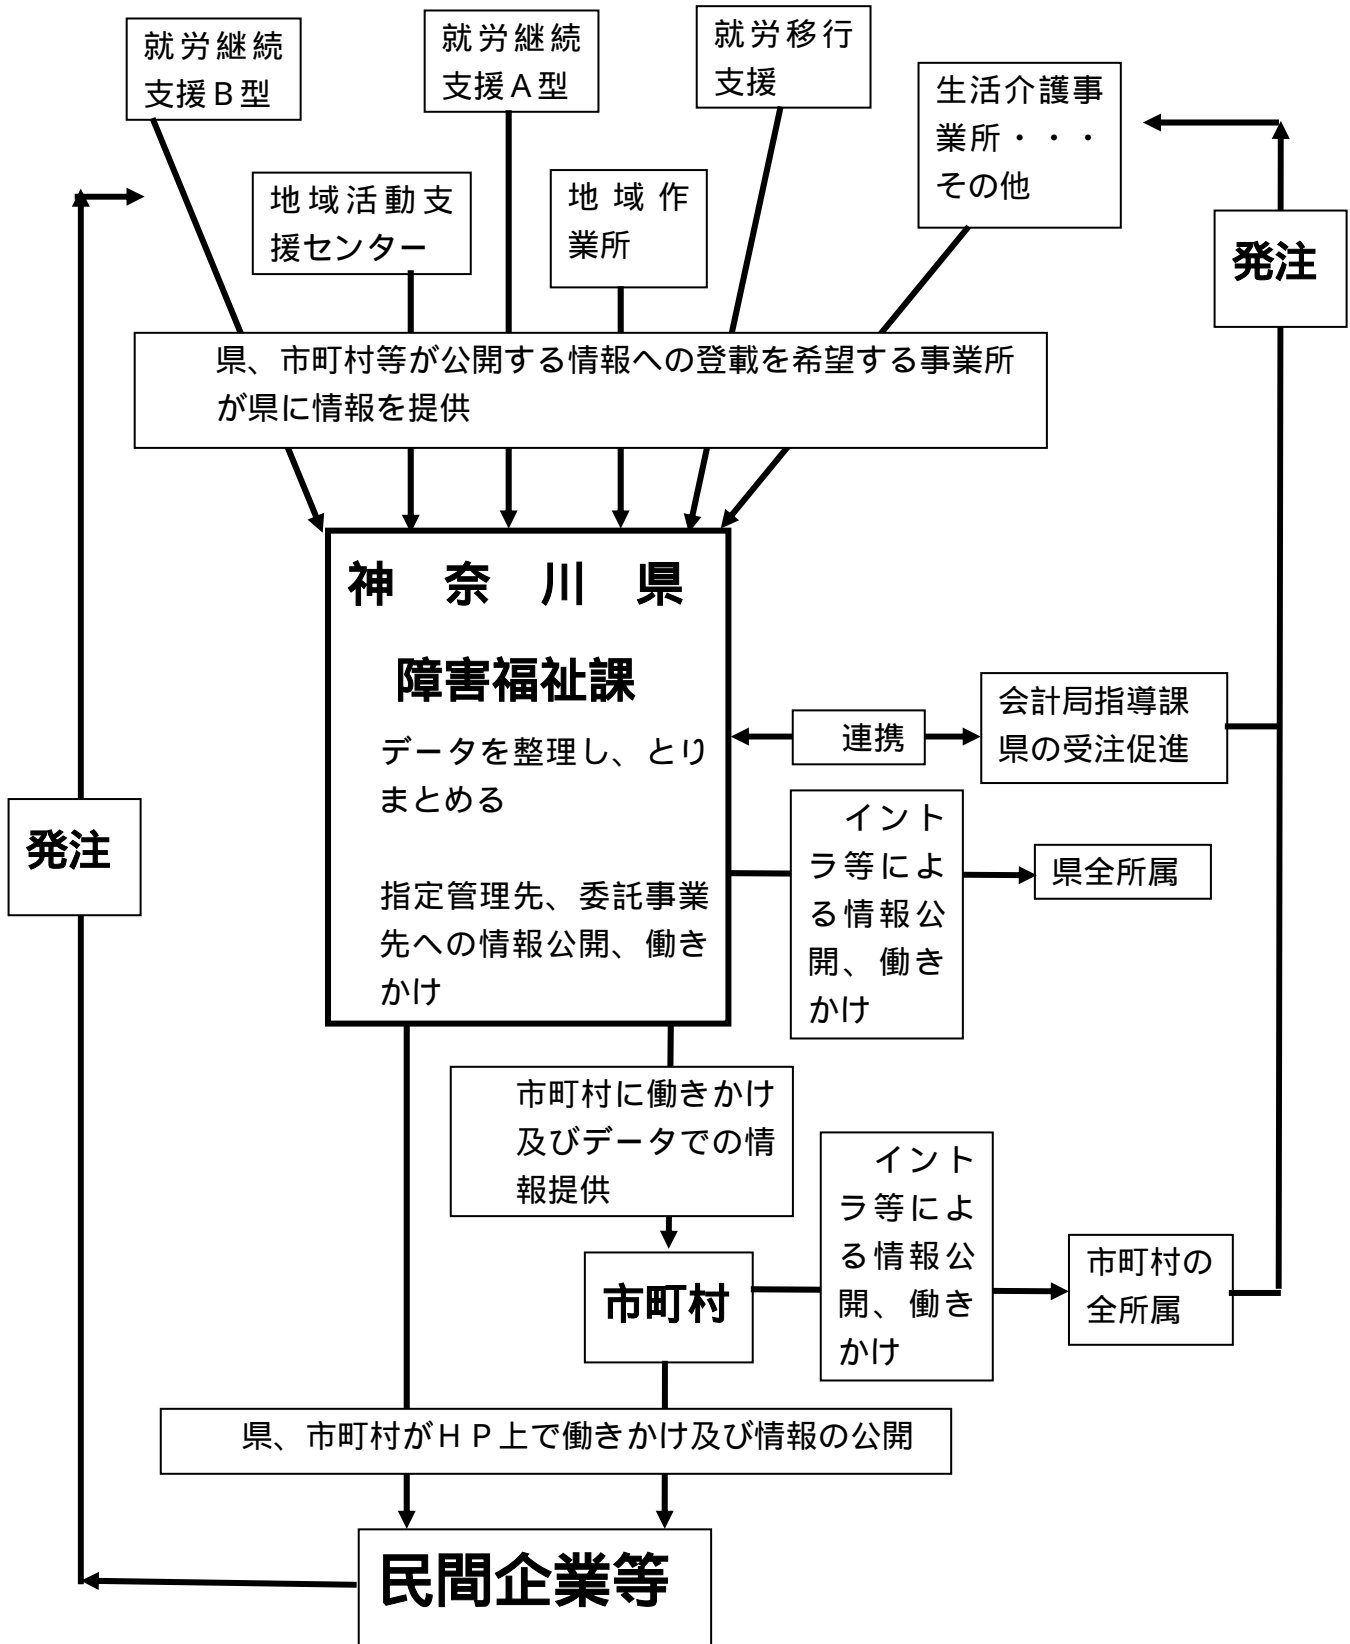 就労継続
支援Ｂ型
就労継続
支援Ａ型
就労移行
支援
生活介護事
業所・・・
その他
地域活動支
援センター
地域作
業所
発注
県、市町村等が公開する情報への登載を希望する事業所
が県に情報を提供
神奈川県
障害福祉課
データを整理し、とり
まとめる
指定管理先、委託事業
先への情報公開、働き
かけ
連携
会計局指導課
県の受注促進
イント
ラ等によ
る情報公
開、働き
かけ
県全所属
発注
市町村に働きかけ
及びデータでの情
報提供
市町村
イント
ラ等によ
る情報公
開、働き
かけ
市町村の
全所属
県、市町村がＨＰ上で働きかけ及び情報の公開
民間企業等